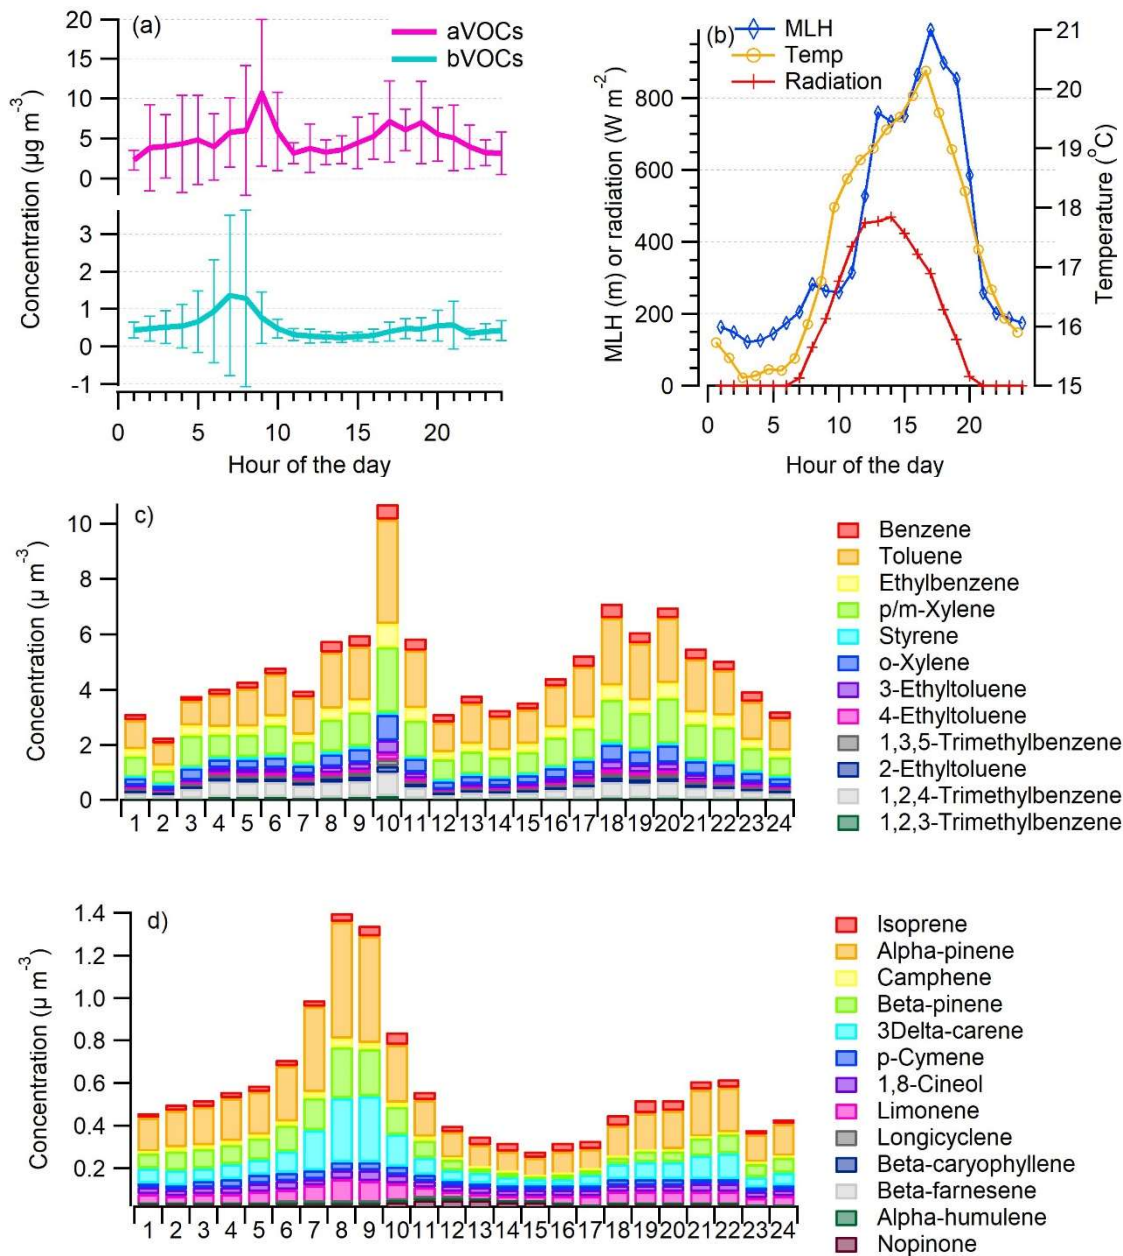 (a)
aVOCs
bVOCs
20
15
10
5
0
3
2
1
0
-1
Concentration (µg m⁻³)
0 5 10 15 20
Hour of the day
(b)
MLH
Temp
Radiation
800
600
400
200
0
MLH (m) or radiation (W m⁻²)
21
20
19
18
17
16
15
Temperature (°C)
0 5 10 15 20
Hour of the day
c)
10
8
6
4
2
0
Concentration (µ m⁻³)
1 2 3 4 5 6 7 8 9 10 11 12 13 14 15 16 17 18 19 20 21 22 23 24
Benzene
Toluene
Ethylbenzene
p/m-Xylene
Styrene
o-Xylene
3-Ethyltoluene
4-Ethyltoluene
1,3,5-Trimethylbenzene
2-Ethyltoluene
1,2,4-Trimethylbenzene
1,2,3-Trimethylbenzene
d)
1.4
1.2
1.0
0.8
0.6
0.4
0.2
Concentration (µ m⁻³)
1 2 3 4 5 6 7 8 9 10 11 12 13 14 15 16 17 18 19 20 21 22 23 24
Isoprene
Alpha-pinene
Camphene
Beta-pinene
3Delta-carene
p-Cymene
1,8-Cineol
Limonene
Longicyclene
Beta-caryophyllene
Beta-farnesene
Alpha-humulene
Nopinone